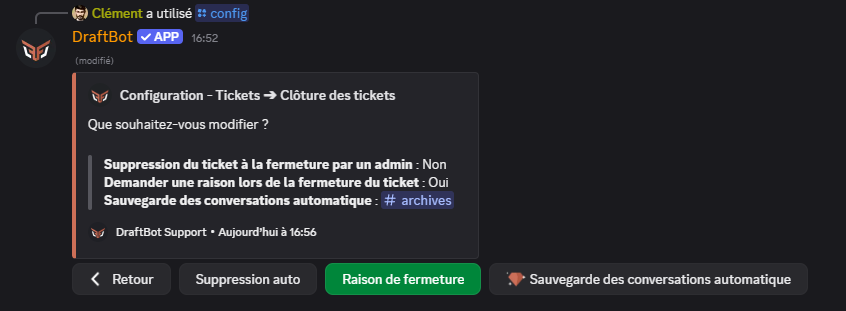 Clément a utilisé config
DraftBot APP 16:52
(modifié)
Configuration - Tickets ➔ Clôture des tickets
Que souhaitez-vous modifier ?
Suppression du ticket à la fermeture par un admin : Non
Demander une raison lors de la fermeture du ticket : Oui
Sauvegarde des conversations automatique : # archives
DraftBot Support • Aujourd'hui à 16:56
Retour Suppression auto Raison de fermeture Sauvegarde des conversations automatique